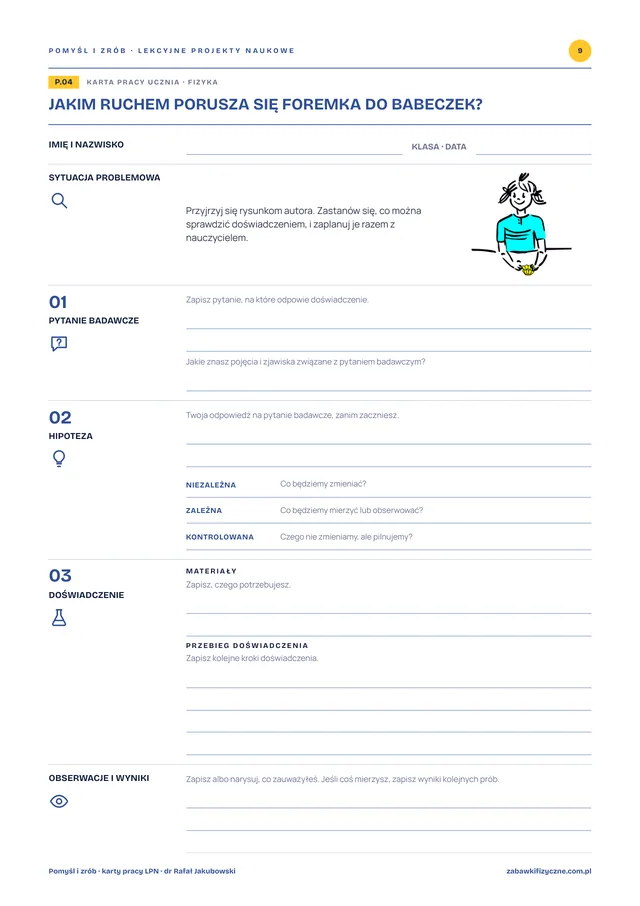 POMYŚL I ZRÓB · LEKCYJNE PROJEKTY NAUKOWE
9
P.04 KARTA PRACY UCZNIA · FIZYKA
JAKIM RUCHEM PORUSZA SIĘ FOREMKA DO BABECZEK?
IMIĘ I NAZWISKO
KLASA · DATA
SYTUACJA PROBLEMOWA
Przyjrzyj się rysunkom autora. Zastanów się, co można
sprawdzić doświadczeniem, i zaplanuj je razem z
nauczycielem.
01
PYTANIE BADAWCZE
Zapisz pytanie, na które odpowie doświadczenie.
Jakie znasz pojęcia i zjawiska związane z pytaniem badawczym?
02
HIPOTEZA
Twoja odpowiedź na pytanie badawcze, zanim zaczniesz.
NIEZALEŻNA Co będziemy zmieniać?
ZALEŻNA Co będziemy mierzyć lub obserwować?
KONTROLOWANA Czego nie zmieniamy, ale pilnujemy?
03
DOŚWIADCZENIE
MATERIAŁY
Zapisz, czego potrzebujesz.
PRZEBIEG DOŚWIADCZENIA
Zapisz kolejne kroki doświadczenia.
OBSERWACJE I WYNIKI
Zapisz albo narysuj, co zauważyłeś. Jeśli coś mierzysz, zapisz wyniki kolejnych prób.
Pomyśl i zrób · karty pracy LPN · dr Rafał Jakubowski
zabawkifizyczne.com.pl